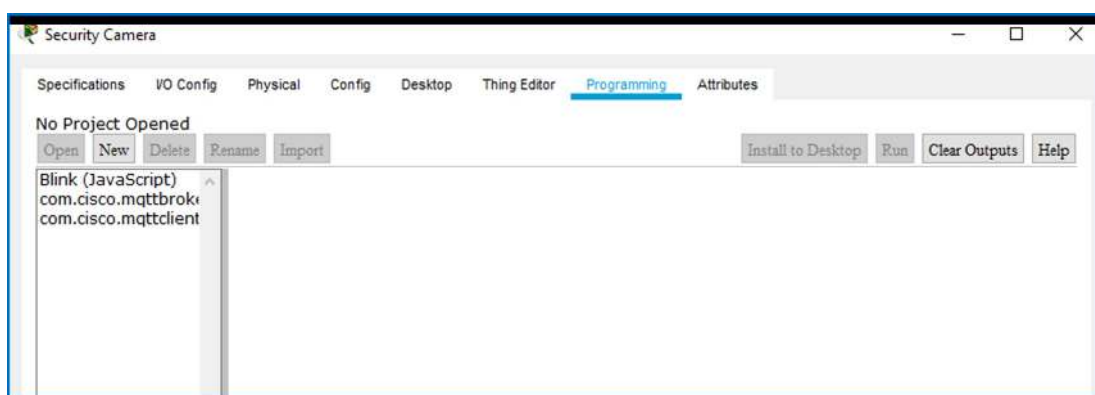 Security Camera
Specifications I/O Config Physical Config Desktop Thing Editor Programming Attributes
No Project Opened
Open New Delete Rename Import Install to Desktop Run Clear Outputs Help
Blink (JavaScript)
com.cisco.mqttbroke
com.cisco.mqttclient